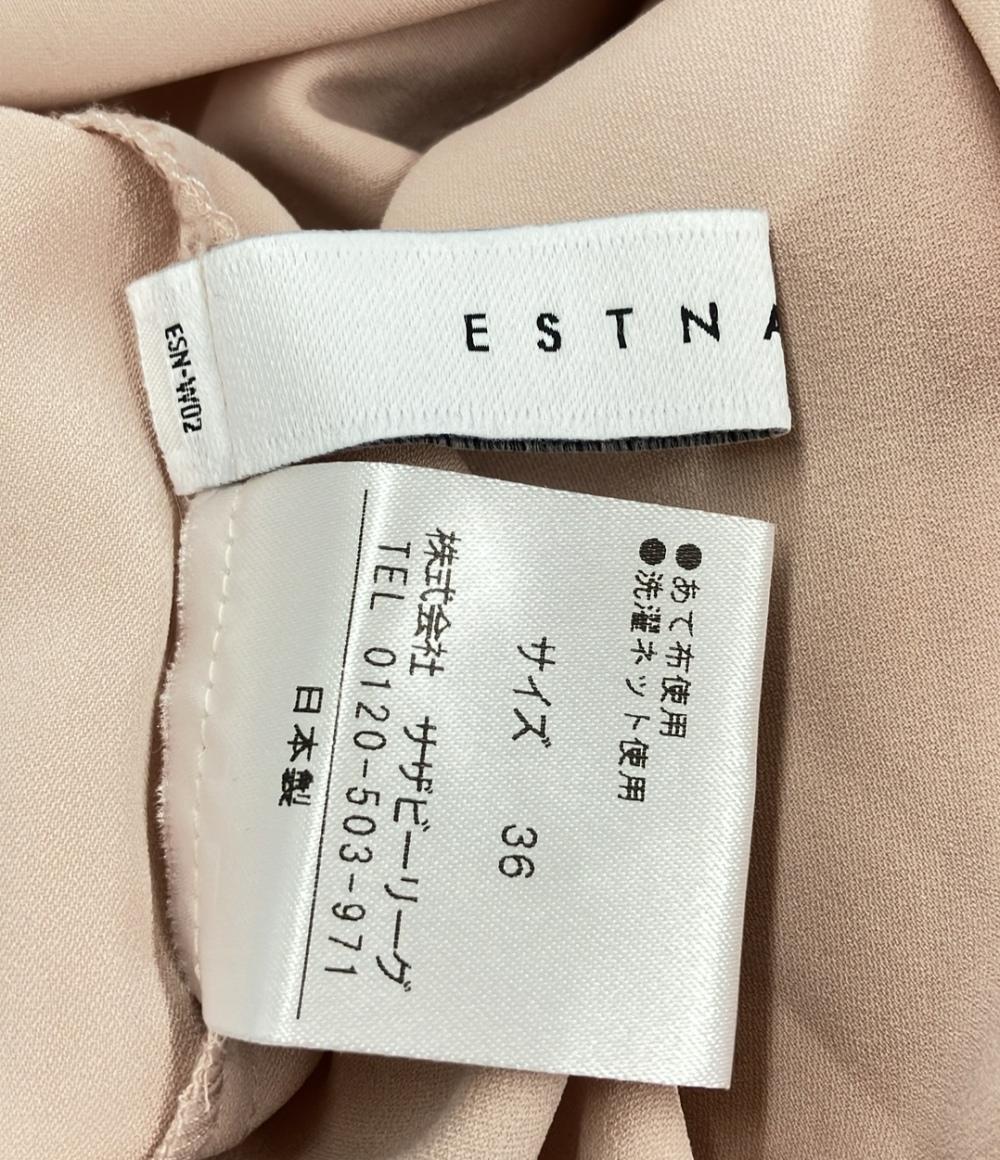 ESTNA
ESN-W02
●あて布使用
●洗濯ネット使用
サイズ 36
株式会社 サザビーリーグ
TEL 0120-503-971
日本製